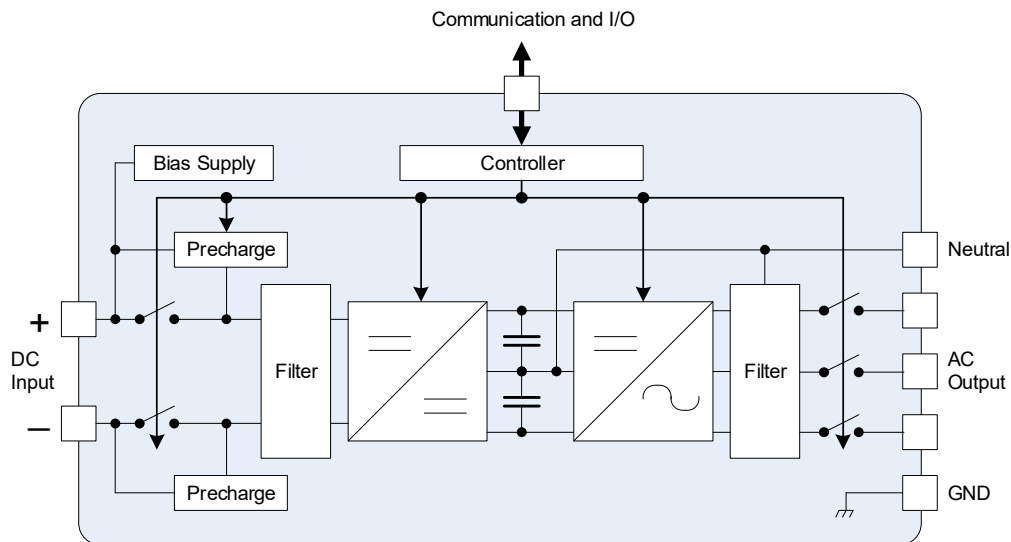 Communication and I/O
Bias Supply
Controller
Precharge
Neutral
+
DC
Input
Filter
Filter
AC
Output
–
Precharge
GND